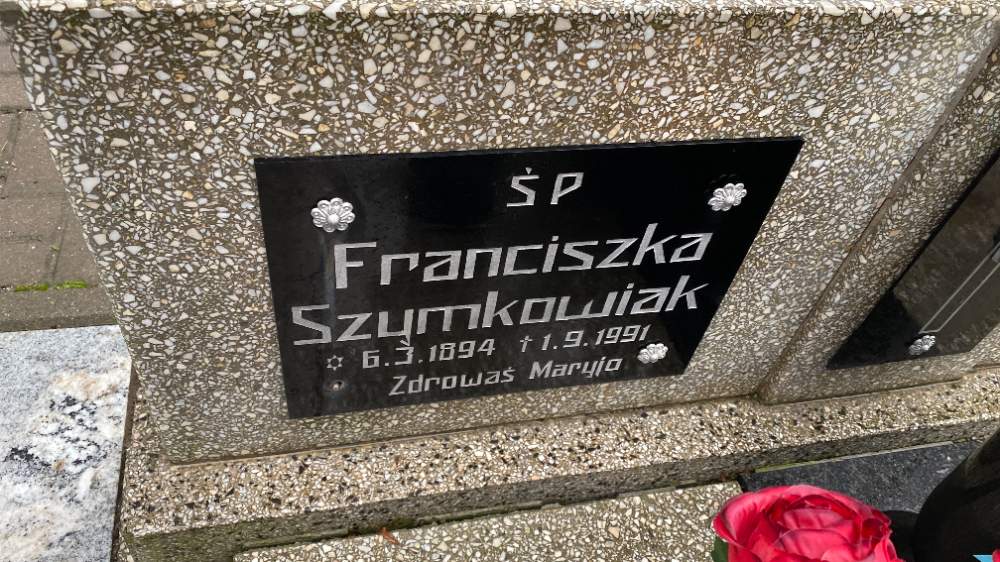 ŚP
Franciszka
Szymkowiak
✡ 6.3.1894 † 1.9.1991
Zdrowaś Maryjo